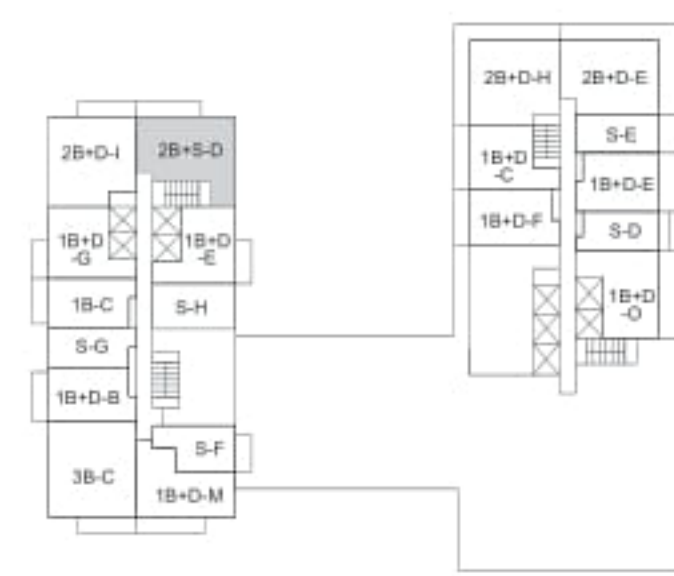 2B+D-I
2B+S-D
1B+D
-G
1B+D
-E
1B-C
S-H
S-G
1B+D-B
S-F
3B-C
1B+D-M
2B+D-H
2B+D-E
S-E
1B+D
-C
1B+D-E
1B+D-F
S-D
1B+D
-O